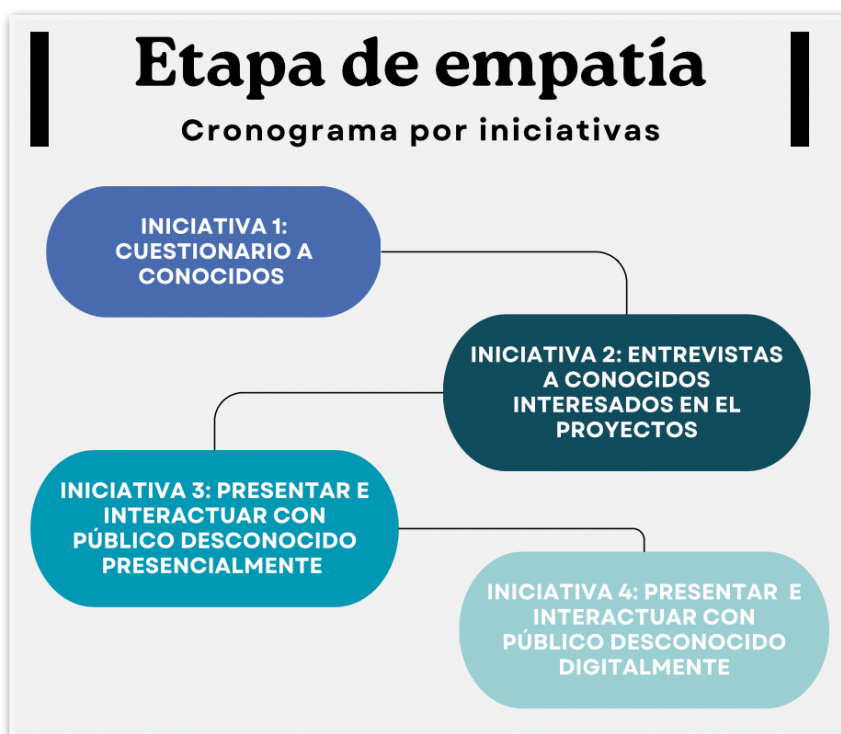 Etapa de empatía
Cronograma por iniciativas
INICIATIVA 1:
CUESTIONARIO A
CONOCIDOS
INICIATIVA 2: ENTREVISTAS
A CONOCIDOS
INTERESADOS EN EL
PROYECTOS
INICIATIVA 3: PRESENTAR E
INTERACTUAR CON
PÚBLICO DESCONOCIDO
PRESENCIALMENTE
INICIATIVA 4: PRESENTAR E
INTERACTUAR CON
PÚBLICO DESCONOCIDO
DIGITALMENTE